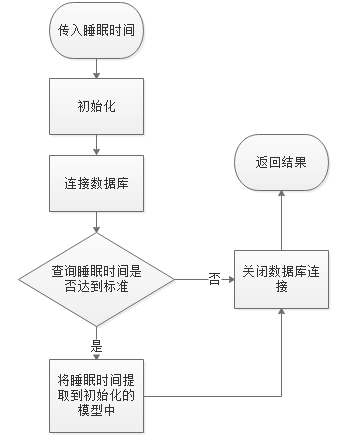 传入睡眠时间
初始化
连接数据库
返回结果
查询睡眠时间是
否达到标准
否
关闭数据库连
接
是
将睡眠时间提
取到初始化的
模型中